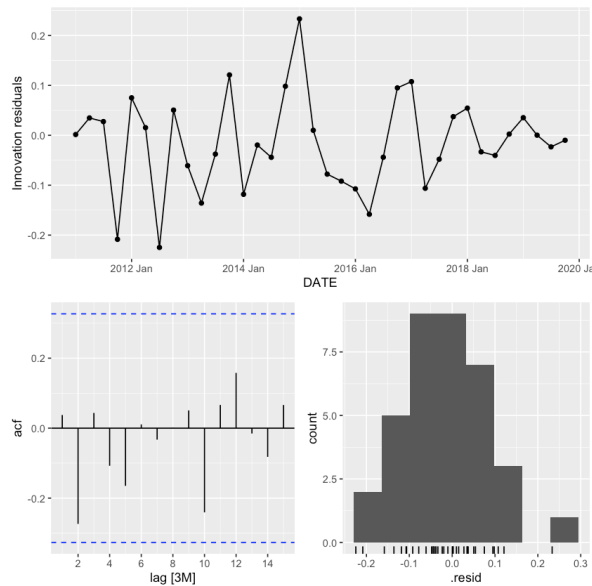 0.2
0.1
0.0
-0.1
-0.2
Innovation residuals
2012 Jan 2014 Jan 2016 Jan 2018 Jan 2020 Ja
DATE
0.2
0.0
-0.2
acf
2 4 6 8 10 12 14
lag [3M]
7.5
5.0
2.5
0.0
count
-0.2 -0.1 0.0 0.1 0.2 0.3
.resid